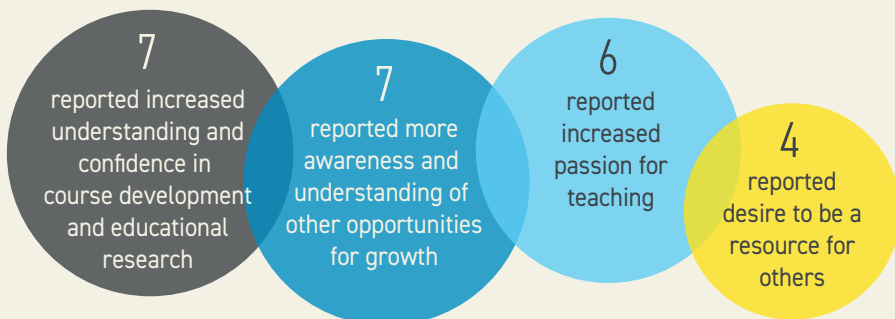 7
reported increased
understanding and
confidence in
course development
and educational
research
7
reported more
awareness and
understanding of
other opportunities
for growth
6
reported
increased
passion for
teaching
4
reported
desire to be a
resource for
others